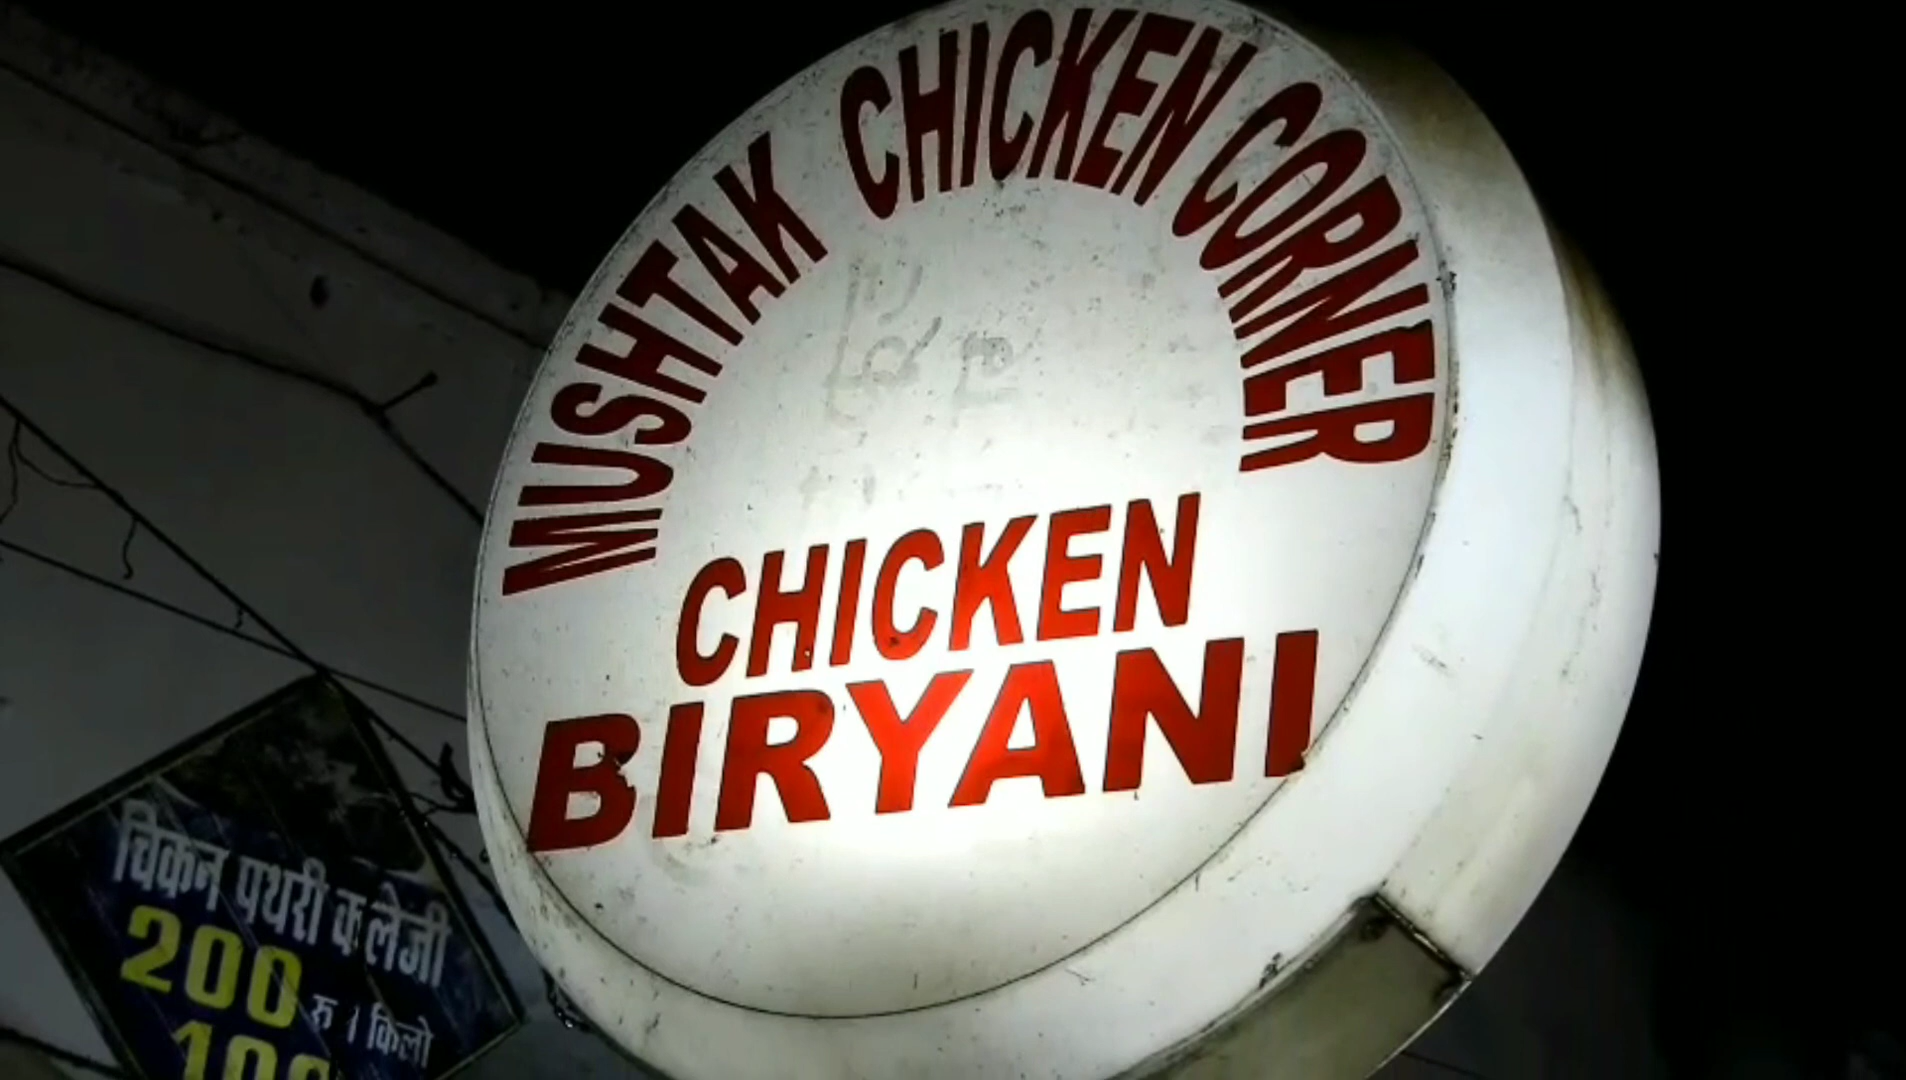 MUSHTAK CHICKEN CORNER
CHICKEN
BIRYANI
चिकन पथरी कलेजी
200 रु । किलो